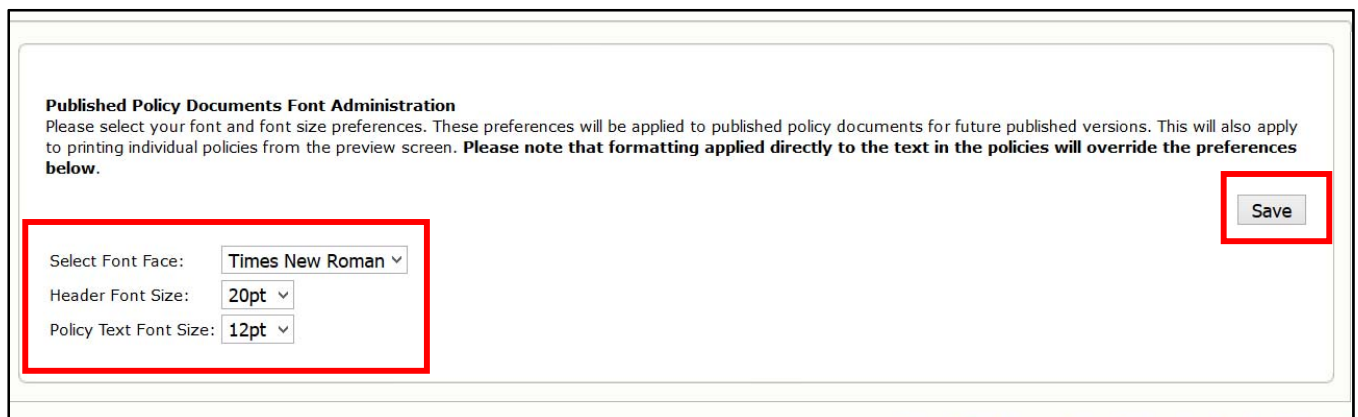 Published Policy Documents Font Administration
Please select your font and font size preferences. These preferences will be applied to published policy documents for future published versions. This will also apply
to printing individual policies from the preview screen. Please note that formatting applied directly to the text in the policies will override the preferences
below.
Save
Select Font Face: Times New Roman
Header Font Size: 20pt
Policy Text Font Size: 12pt